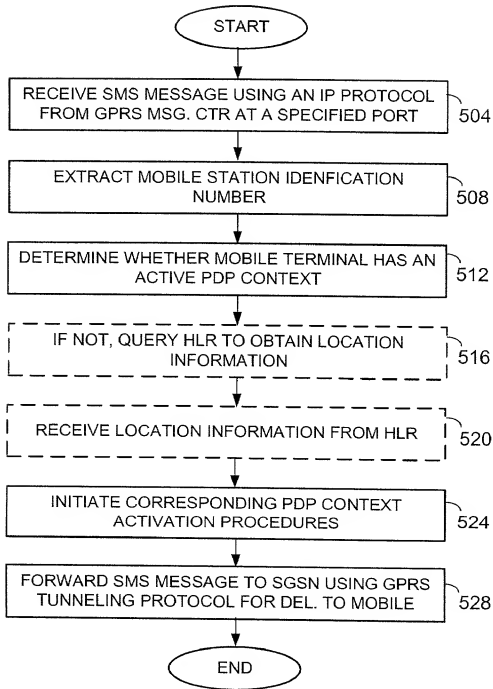 START
RECEIVE SMS MESSAGE USING AN IP PROTOCOL
FROM GPRS MSG. CTR AT A SPECIFIED PORT
504
EXTRACT MOBILE STATION IDENFICATION
NUMBER
508
DETERMINE WHETHER MOBILE TERMINAL HAS AN
ACTIVE PDP CONTEXT
512
IF NOT, QUERY HLR TO OBTAIN LOCATION
INFORMATION
516
RECEIVE LOCATION INFORMATION FROM HLR
520
INITIATE CORRESPONDING PDP CONTEXT
ACTIVATION PROCEDURES
524
FORWARD SMS MESSAGE TO SGSN USING GPRS
TUNNELING PROTOCOL FOR DEL. TO MOBILE
528
END